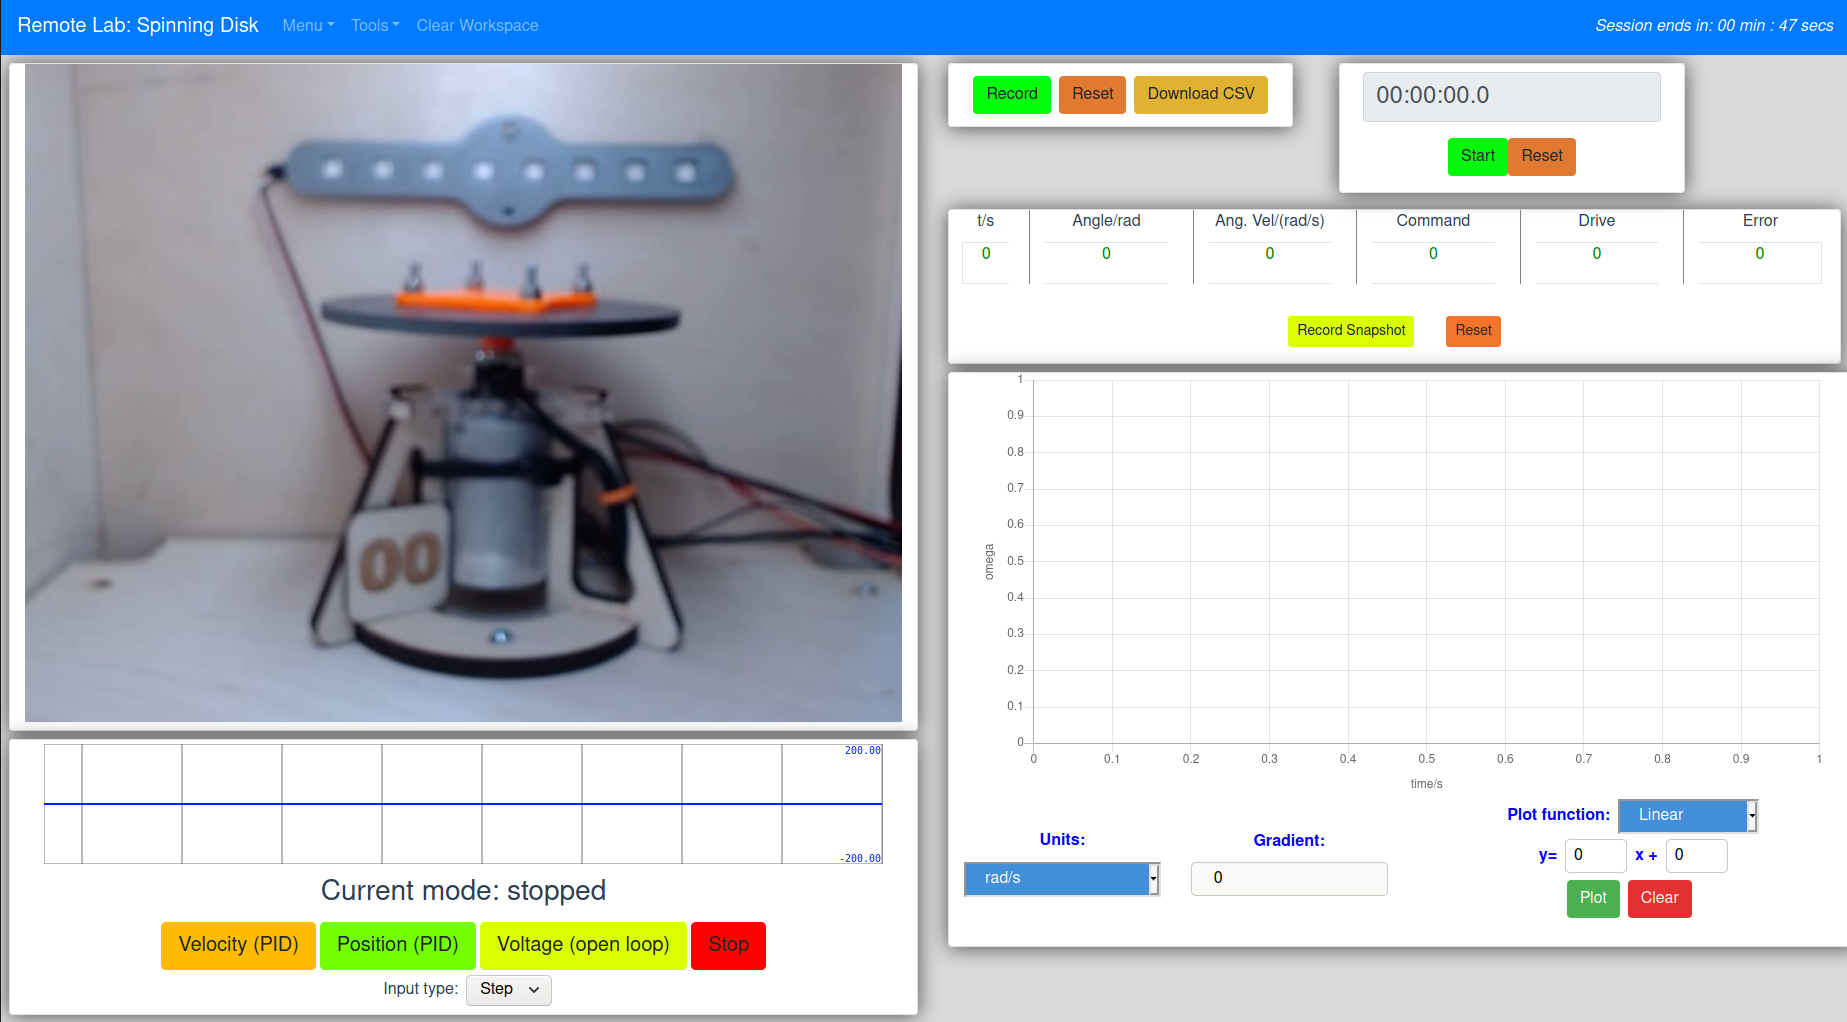 Remote Lab: Spinning Disk Menu Tools Clear Workspace Session ends in: 00 min : 47 secs
00
200.00
-200.00
Current mode: stopped
Velocity (PID) Position (PID) Voltage (open loop) Stop
Input type: Step
Record Reset Download CSV
00:00:00.0
Start Reset
t/s Angle/rad Ang. Vel/(rad/s) Command Drive Error
0 0 0 0 0 0
Record Snapshot Reset
1
0.9
0.8
0.7
0.6
0.5
0.4
0.3
0.2
0.1
0
omega
0 0.1 0.2 0.3 0.4 0.5 0.6 0.7 0.8 0.9 1
time/s
Units:
rad/s
Gradient:
0
Plot function: Linear
y= 0 x + 0
Plot Clear